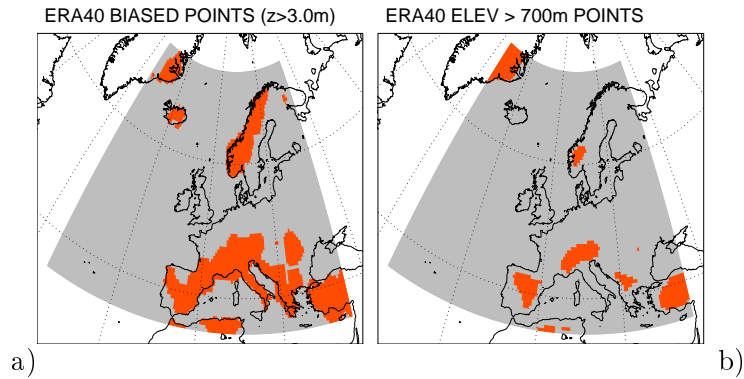 ERA40 BIASED POINTS (z>3.0m)
ERA40 ELEV > 700m POINTS
a)
b)